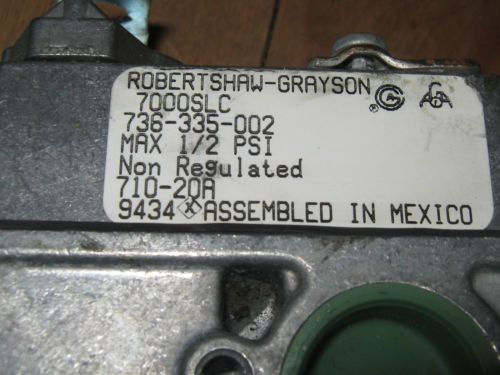 ROBERTSHAW-GRAYSON
7000SLC
736-335-002
MAX 1/2 PSI
Non Regulated
710-20A
9434 ASSEMBLED IN MEXICO